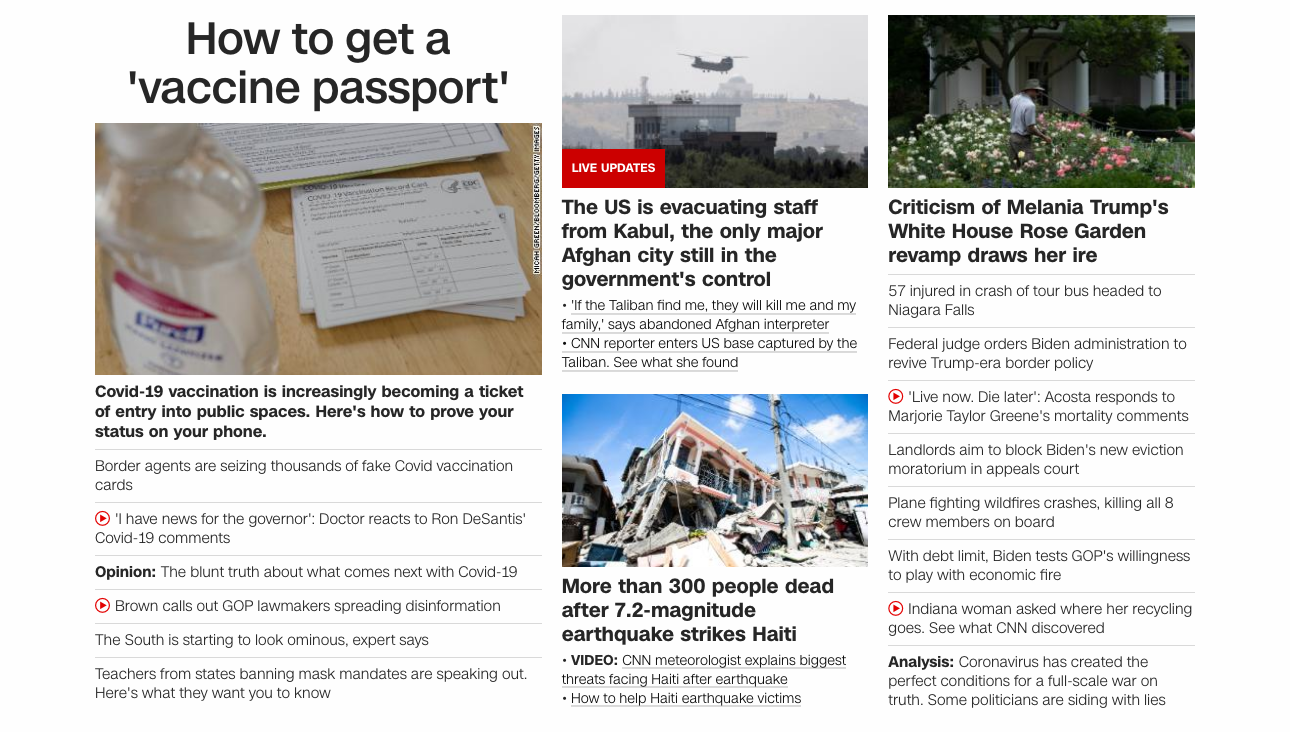 How to get a
'vaccine passport'
MICAH GREEN/BLOOMBERG/GETTY IMAGES
COVID-19 Vaccination Record Card
CDC
Purell
Covid-19 vaccination is increasingly becoming a ticket
of entry into public spaces. Here's how to prove your
status on your phone.
Border agents are seizing thousands of fake Covid vaccination
cards
'I have news for the governor': Doctor reacts to Ron DeSantis'
Covid-19 comments
Opinion: The blunt truth about what comes next with Covid-19
Brown calls out GOP lawmakers spreading disinformation
The South is starting to look ominous, expert says
Teachers from states banning mask mandates are speaking out.
Here's what they want you to know
LIVE UPDATES
The US is evacuating staff
from Kabul, the only major
Afghan city still in the
government's control
• 'If the Taliban find me, they will kill me and my
family,' says abandoned Afghan interpreter
• CNN reporter enters US base captured by the
Taliban. See what she found
More than 300 people dead
after 7.2-magnitude
earthquake strikes Haiti
• VIDEO: CNN meteorologist explains biggest
threats facing Haiti after earthquake
• How to help Haiti earthquake victims
Criticism of Melania Trump's
White House Rose Garden
revamp draws her ire
57 injured in crash of tour bus headed to
Niagara Falls
Federal judge orders Biden administration to
revive Trump-era border policy
'Live now. Die later': Acosta responds to
Marjorie Taylor Greene's mortality comments
Landlords aim to block Biden's new eviction
moratorium in appeals court
Plane fighting wildfires crashes, killing all 8
crew members on board
With debt limit, Biden tests GOP's willingness
to play with economic fire
Indiana woman asked where her recycling
goes. See what CNN discovered
Analysis: Coronavirus has created the
perfect conditions for a full-scale war on
truth. Some politicians are siding with lies